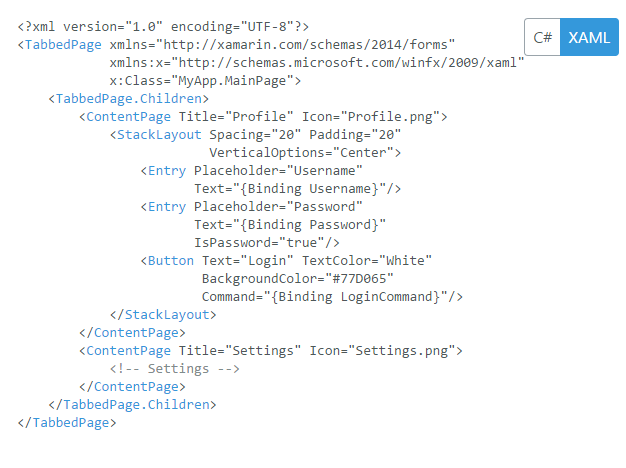 <?xml version="1.0" encoding="UTF-8"?>
C# XAML
<TabbedPage xmlns="http://xamarin.com/schemas/2014/forms"
            xmlns:x="http://schemas.microsoft.com/winfx/2009/xaml"
            x:Class="MyApp.MainPage">
    <TabbedPage.Children>
        <ContentPage Title="Profile" Icon="Profile.png">
            <StackLayout Spacing="20" Padding="20"
                         VerticalOptions="Center">
                <Entry Placeholder="Username"
                       Text="{Binding Username}"/>
                <Entry Placeholder="Password"
                       Text="{Binding Password}"
                       IsPassword="true"/>
                <Button Text="Login" TextColor="White"
                        BackgroundColor="#77D065"
                        Command="{Binding LoginCommand}"/>
            </StackLayout>
        </ContentPage>
        <ContentPage Title="Settings" Icon="Settings.png">
            <!-- Settings -->
        </ContentPage>
    </TabbedPage.Children>
</TabbedPage>